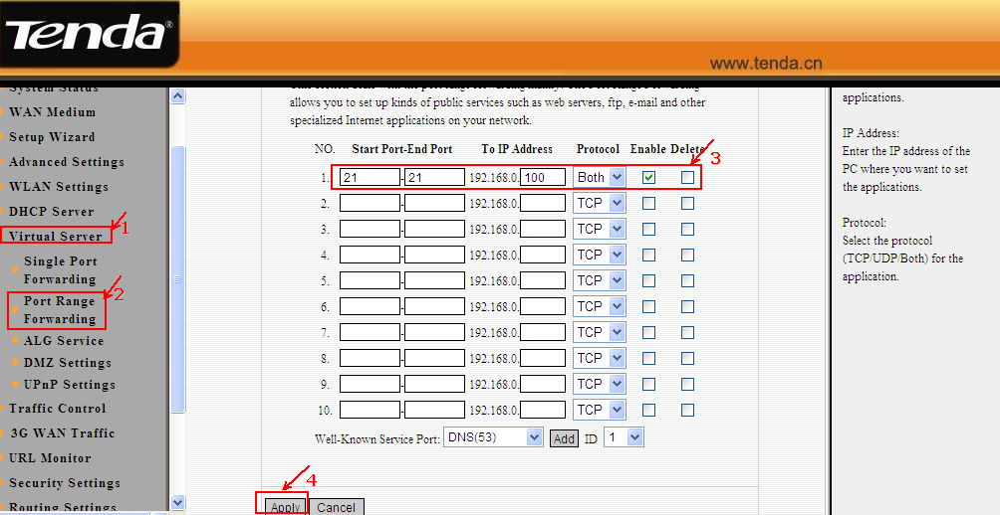 Tenda®
www.tenda.cn
System Status
WAN Medium
Setup Wizard
Advanced Settings
WLAN Settings
DHCP Server
Virtual Server
1
Single Port
Forwarding
Port Range
Forwarding
2
ALG Service
DMZ Settings
UPnP Settings
Traffic Control
3G WAN Traffic
URL Monitor
Security Settings
Routing Settings
allows you to set up kinds of public services such as web servers, ftp, e-mail and other
specialized Internet applications on your network.
NO. Start Port-End Port To IP Address Protocol Enable Delete
3
1. 21-21 192.168.0.100 Both
2. - 192.168.0. TCP
3. - 192.168.0. TCP
4. - 192.168.0. TCP
5. - 192.168.0. TCP
6. - 192.168.0. TCP
7. - 192.168.0. TCP
8. - 192.168.0. TCP
9. - 192.168.0. TCP
10. - 192.168.0. TCP
Well-Known Service Port: DNS(53) Add ID 1
4
Apply Cancel
applications.
IP Address:
Enter the IP address of the
PC where you want to set
the applications.
Protocol:
Select the protocol
(TCP/UDP/Both) for the
application.